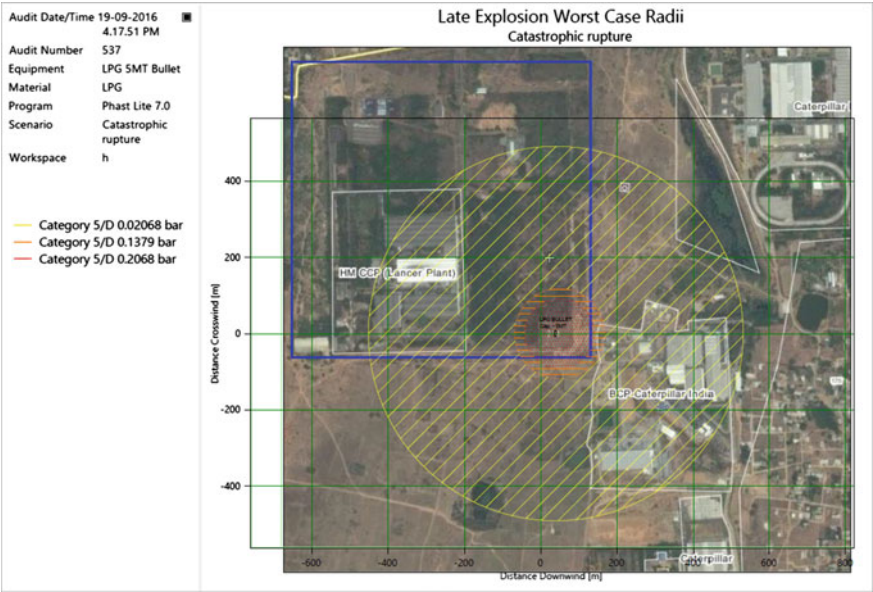 Audit Date/Time 19-09-2016
4.17.51 PM
Audit Number 537
Equipment LPG 5MT Bullet
Material LPG
Program Phast Lite 7.0
Scenario Catastrophic
rupture
Workspace h
Category 5/D 0.02068 bar
Category 5/D 0.1379 bar
Category 5/D 0.2068 bar
Late Explosion Worst Case Radii
Catastrophic rupture
Caterpillar
400
200
HM CCP (Lancer Plant)
LPG BULLET
0
Distance Crosswind [m]
BCP-Caterpillar India
-200
-400
Caterpillar
-600 -400 -200 0 200 400 600 800
Distance Downwind [m]